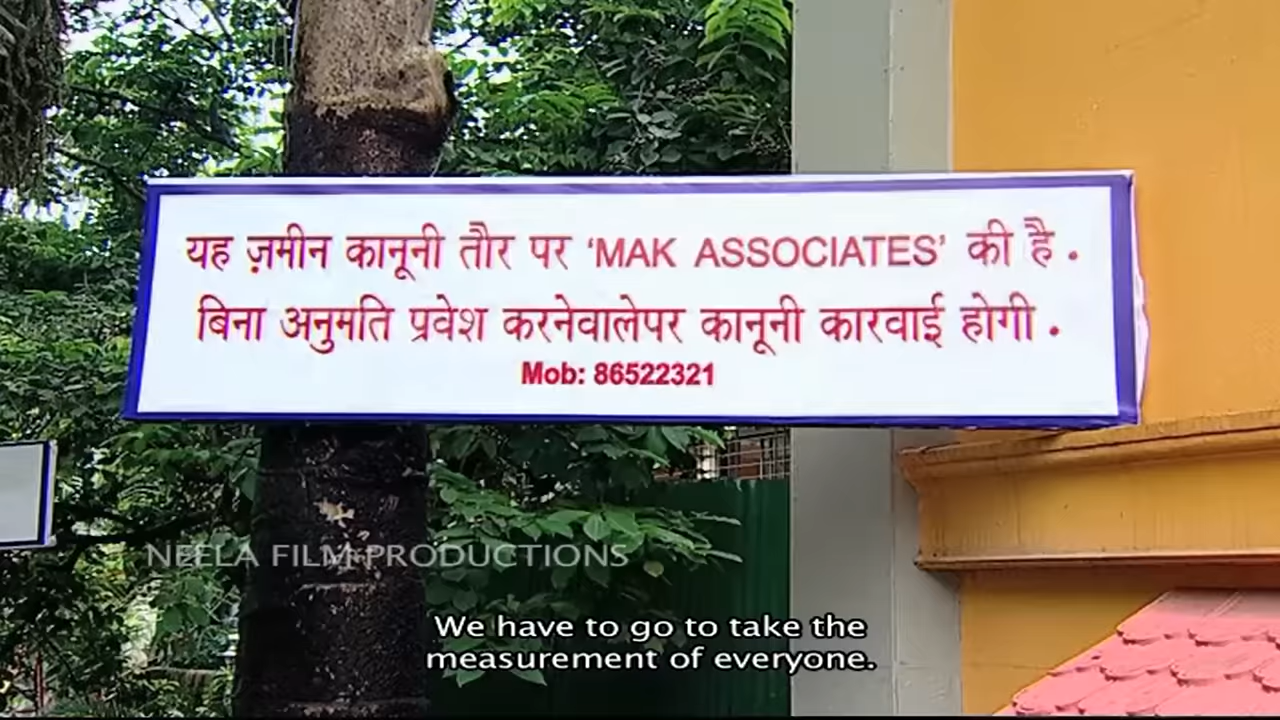 यह ज़मीन कानूनी तौर पर ‘MAK ASSOCIATES’ की है .
बिना अनुमति प्रवेश करनेवालेपर कानूनी कारवाई होगी .
Mob: 86522321
NEELA FILM PRODUCTIONS
We have to go to take the
measurement of everyone.